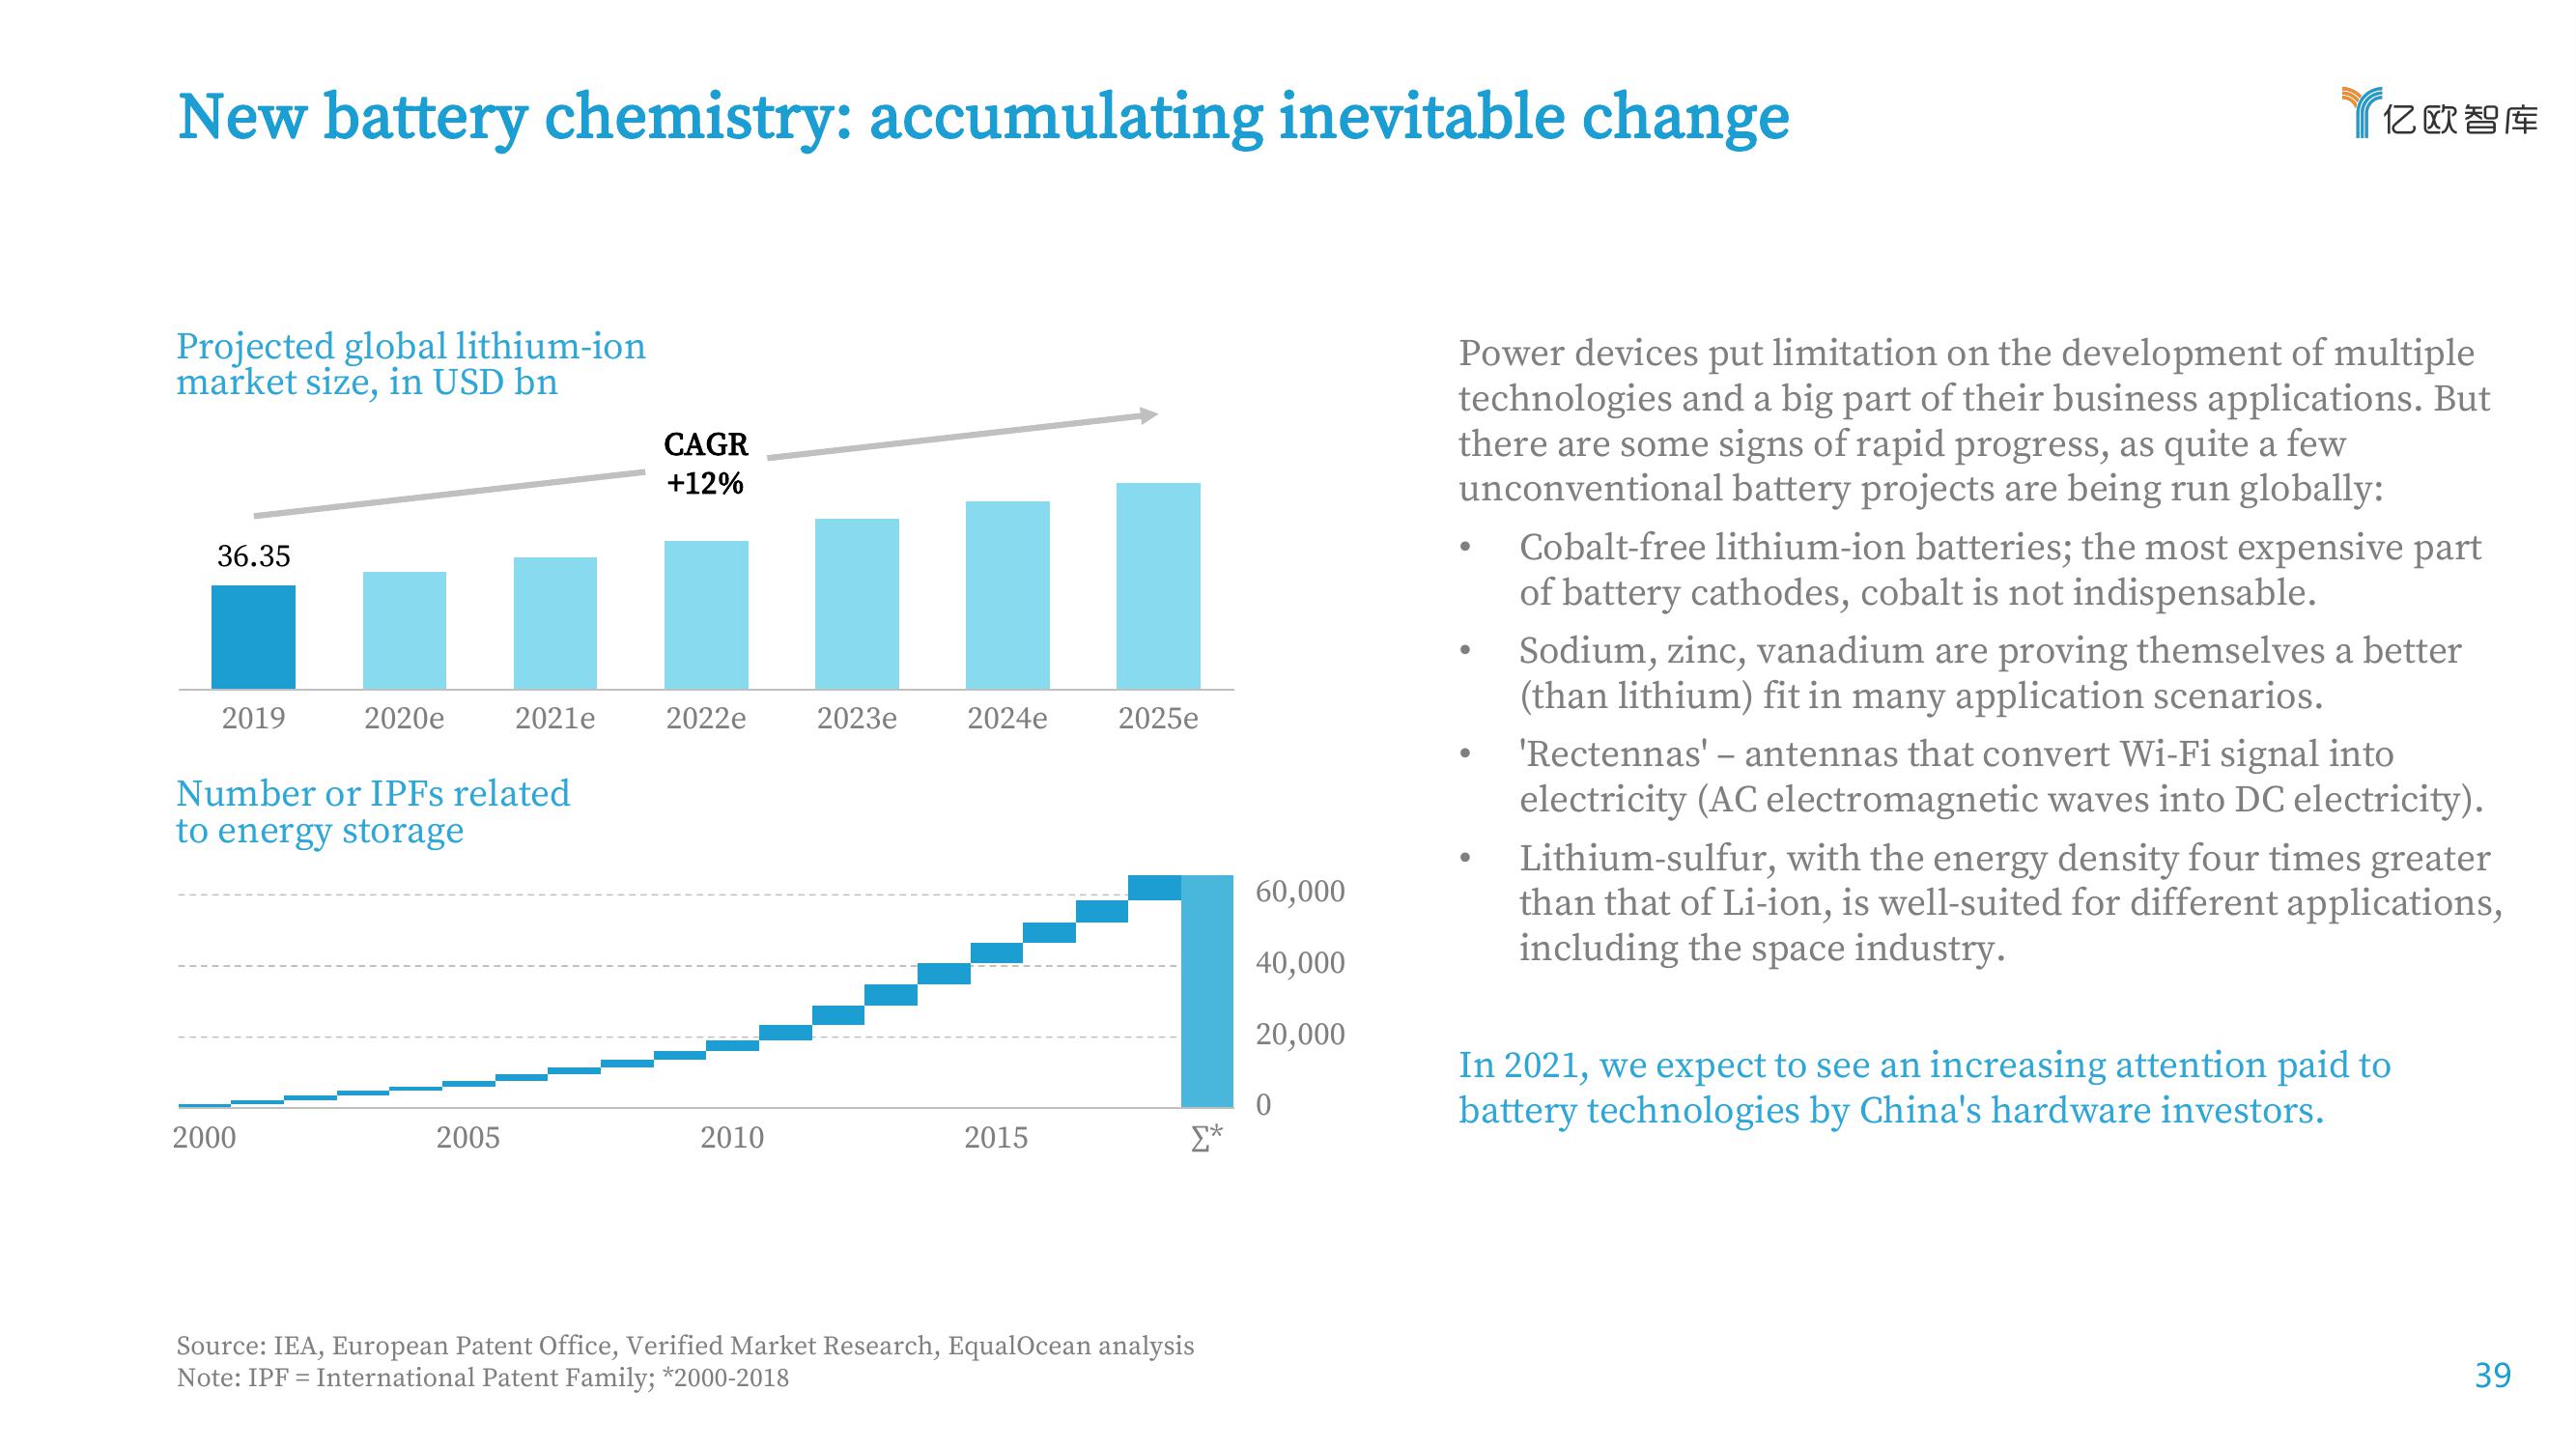 New battery chemistry: accumulating inevitable change
亿欧智库
Projected global lithium-ion
market size, in USD bn
CAGR
+12%
36.35
2019 2020e 2021e 2022e 2023e 2024e 2025e
Number or IPFs related
to energy storage
60,000
40,000
20,000
0
2000 2005 2010 2015 Σ*
Power devices put limitation on the development of multiple
technologies and a big part of their business applications. But
there are some signs of rapid progress, as quite a few
unconventional battery projects are being run globally:
• Cobalt-free lithium-ion batteries; the most expensive part
of battery cathodes, cobalt is not indispensable.
• Sodium, zinc, vanadium are proving themselves a better
(than lithium) fit in many application scenarios.
• 'Rectennas' – antennas that convert Wi-Fi signal into
electricity (AC electromagnetic waves into DC electricity).
• Lithium-sulfur, with the energy density four times greater
than that of Li-ion, is well-suited for different applications,
including the space industry.
In 2021, we expect to see an increasing attention paid to
battery technologies by China's hardware investors.
Source: IEA, European Patent Office, Verified Market Research, EqualOcean analysis
Note: IPF = International Patent Family; *2000-2018
39